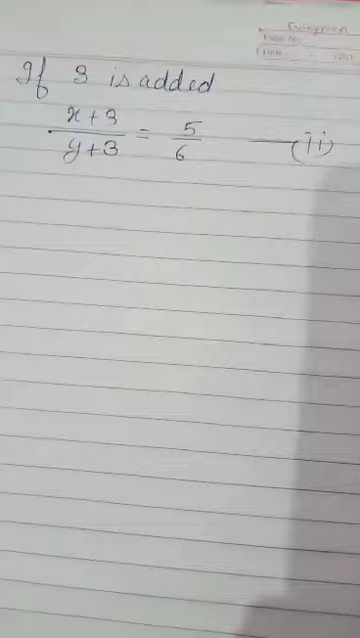 If 3 is added
x+3
y+3
= 5
6
(ii)